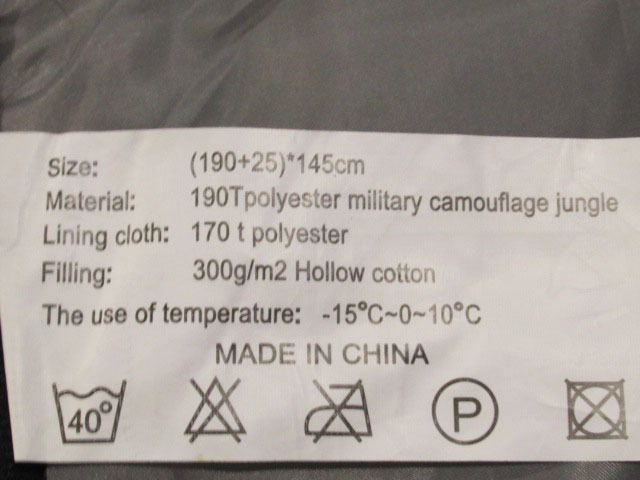 Size: (190+25)*145cm
Material: 190Tpolyester military camouflage jungle
Lining cloth: 170 t polyester
Filling: 300g/m2 Hollow cotton
The use of temperature: -15°C~0~10°C
MADE IN CHINA
40° P